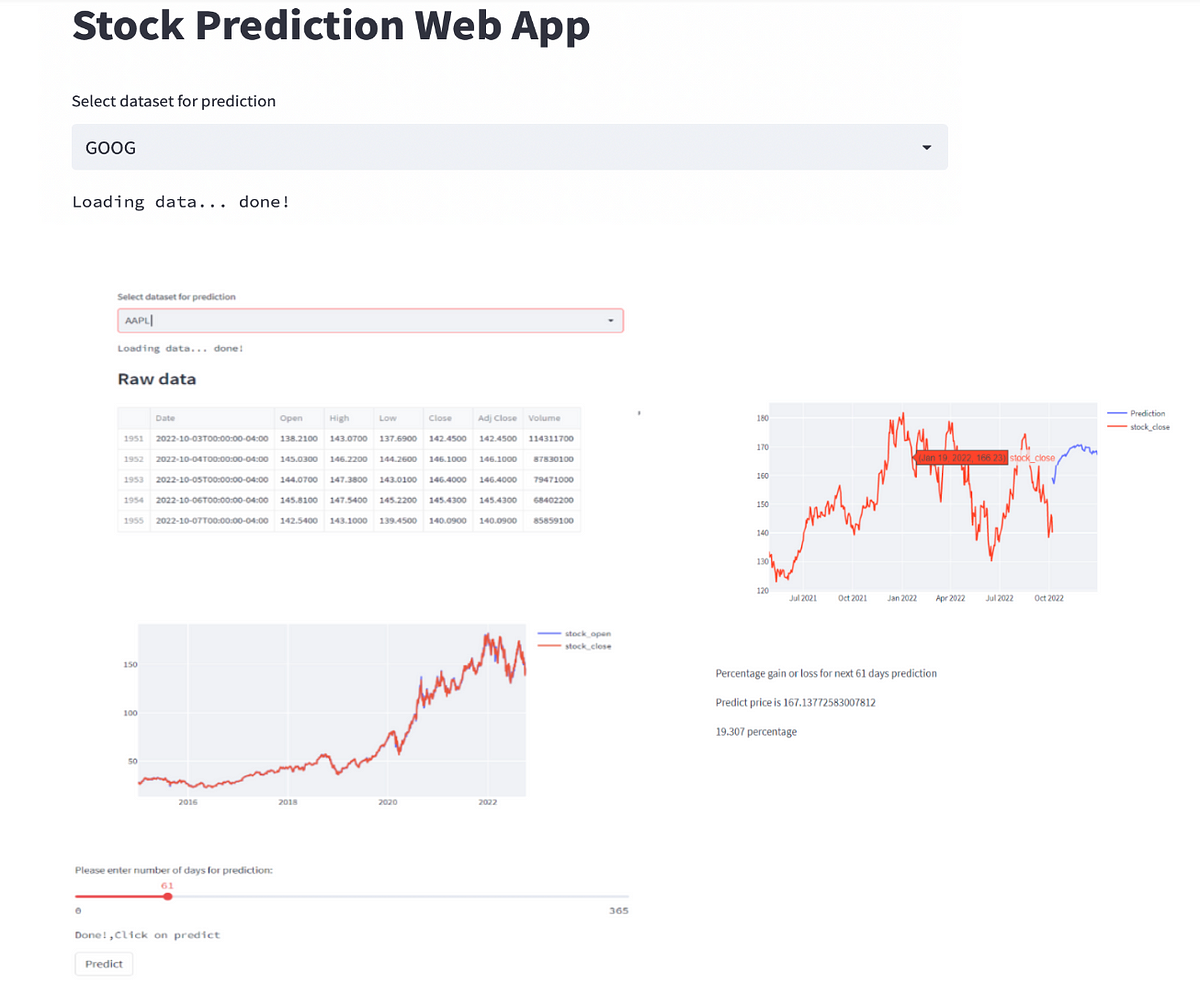 Stock Prediction Web App
Select dataset for prediction
GOOG
Loading data... done!
Select dataset for prediction
AAPL
Loading data... done!
Raw data
Date Open High Low Close Adj Close Volume
1951 2022-10-03T00:00:00-04:00 138.2100 143.0700 137.6900 142.4500 142.4500 114311700
1952 2022-10-04T00:00:00-04:00 145.0300 146.2200 144.2600 146.1000 146.1000 87830100
1953 2022-10-05T00:00:00-04:00 144.0700 147.3800 143.0100 146.4000 146.4000 79471000
1954 2022-10-06T00:00:00-04:00 145.8100 147.5400 145.2200 145.4300 145.4300 68402200
1955 2022-10-07T00:00:00-04:00 142.5400 143.1000 139.4500 140.0900 140.0900 85859100
180
170
160
150
140
130
120
Jul 2021 Oct 2021 Jan 2022 Apr 2022 Jul 2022 Oct 2022
Prediction
stock_close
(Jan 19, 2022, 166.23) stock_close
stock_open
stock_close
150
100
50
2016 2018 2020 2022
Percentage gain or loss for next 61 days prediction
Predict price is 167.13772583007812
19.307 percentage
Please enter number of days for prediction:
61
0 365
Done!,Click on predict
Predict